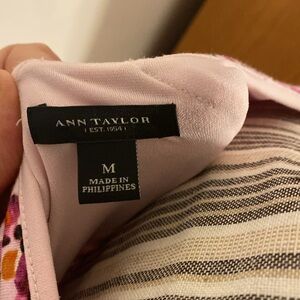 ANN TAYLOR
EST. 1954
M
MADE IN
PHILIPPINES